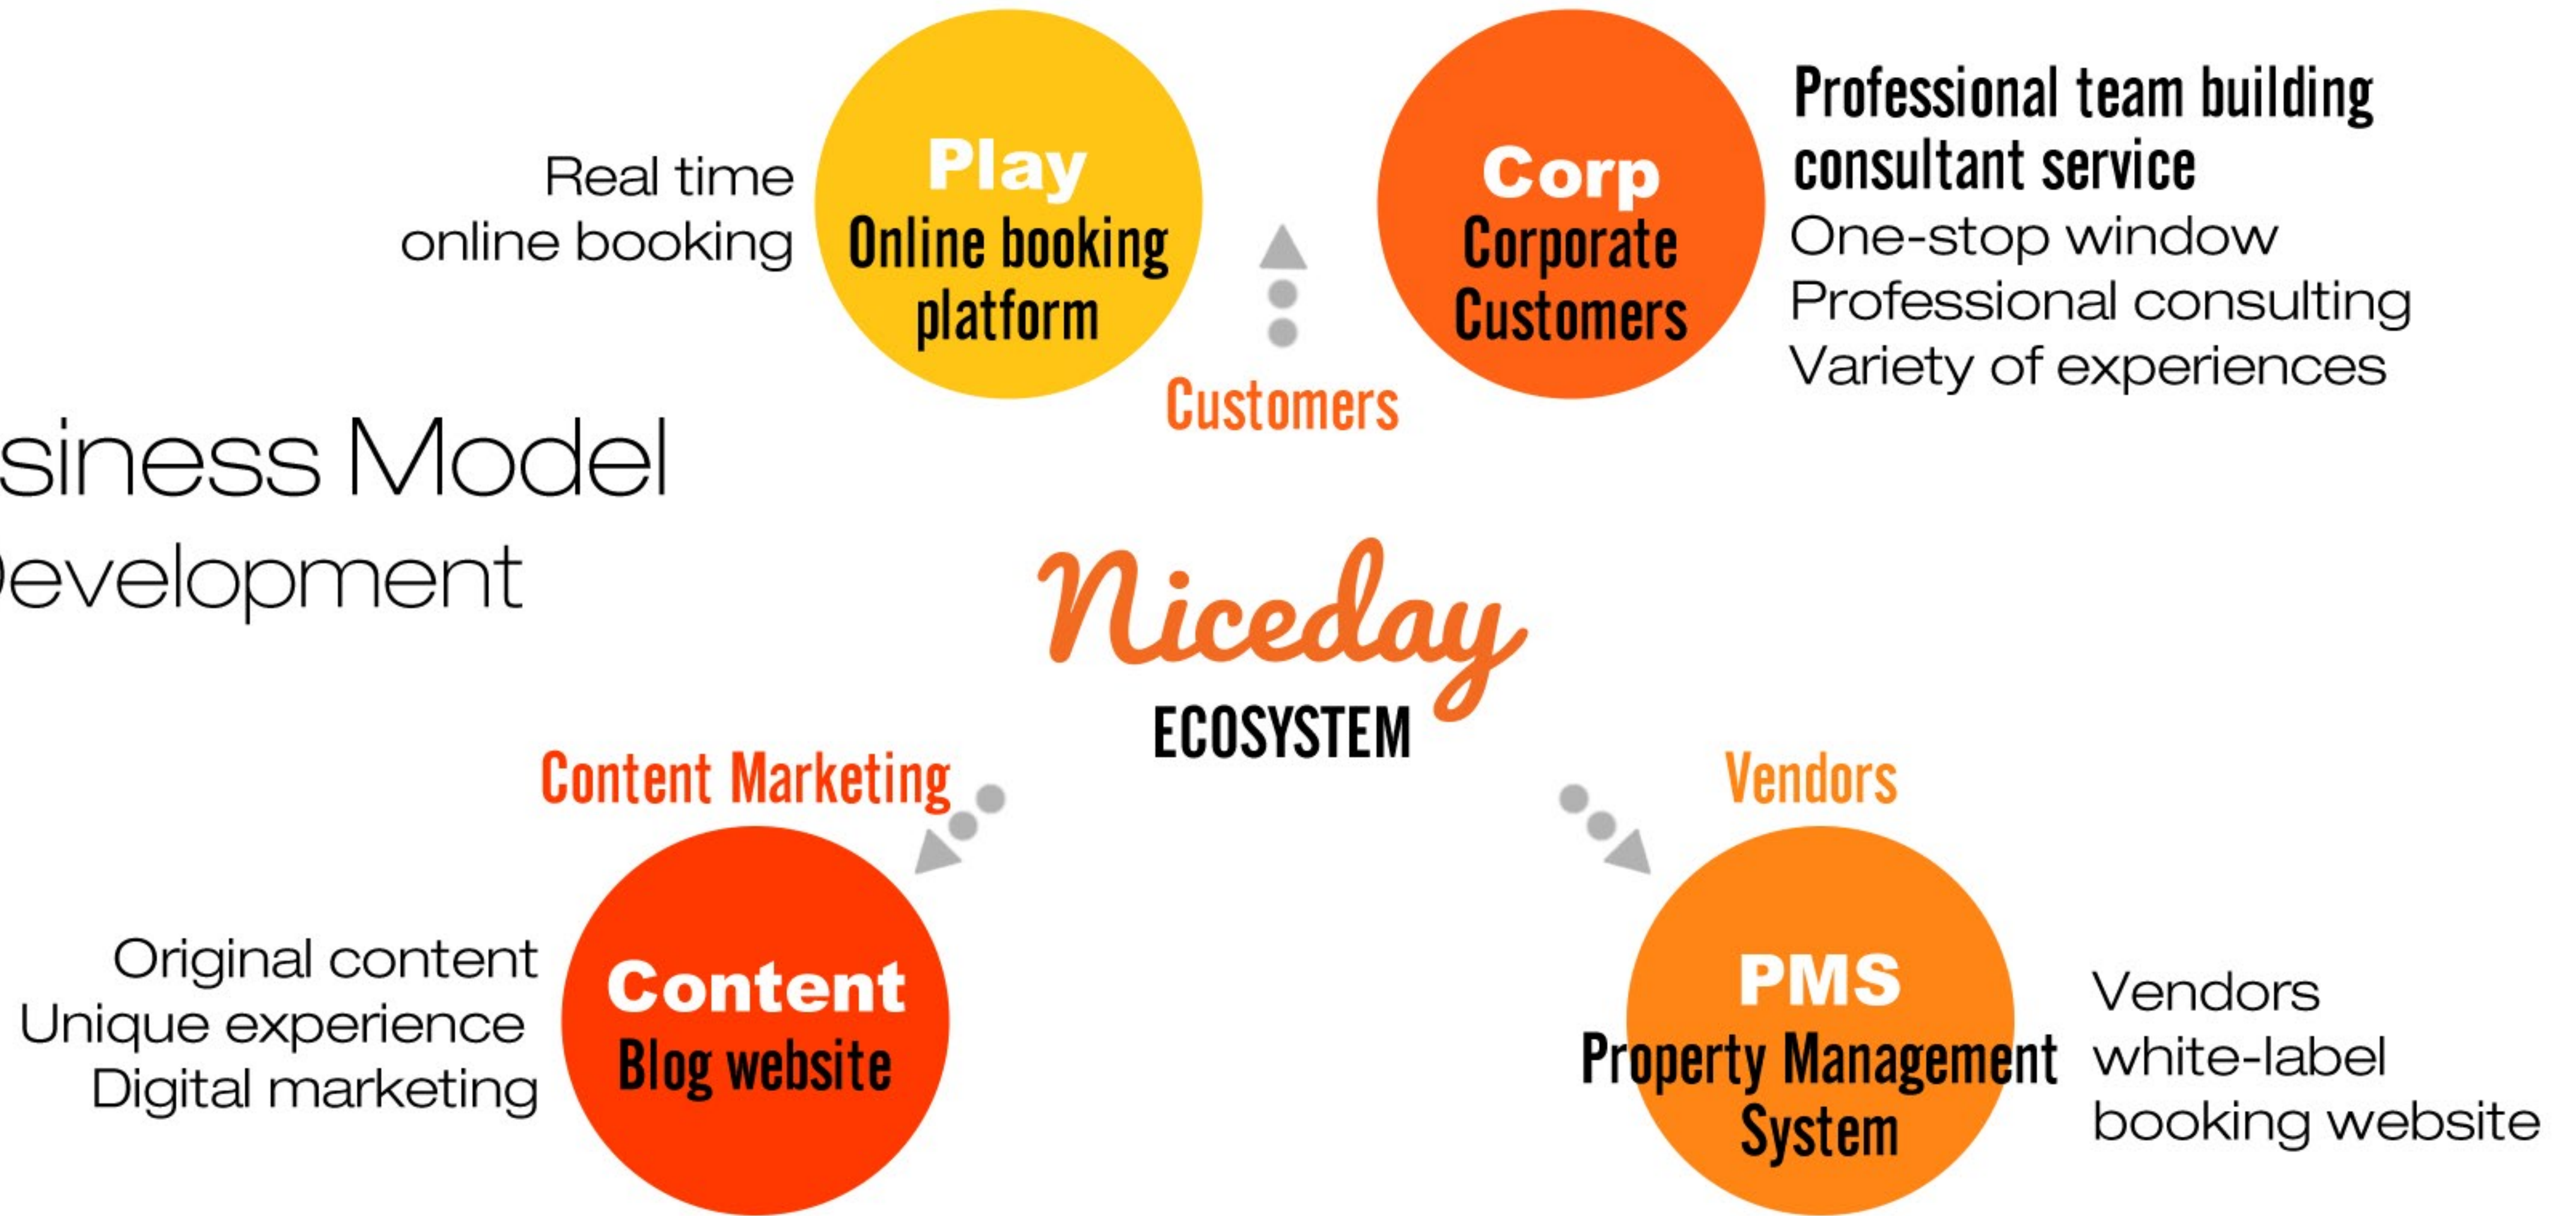 Real time
online booking
Play
Online booking
platform
Corp
Corporate
Customers
Professional team building
consultant service
One-stop window
Professional consulting
Variety of experiences
Customers
siness Model
evelopment
Niceday
ECOSYSTEM
Content Marketing
Original content
Unique experience
Digital marketing
Content
Blog website
Vendors
PMS
Property Management
System
Vendors
white-label
booking website